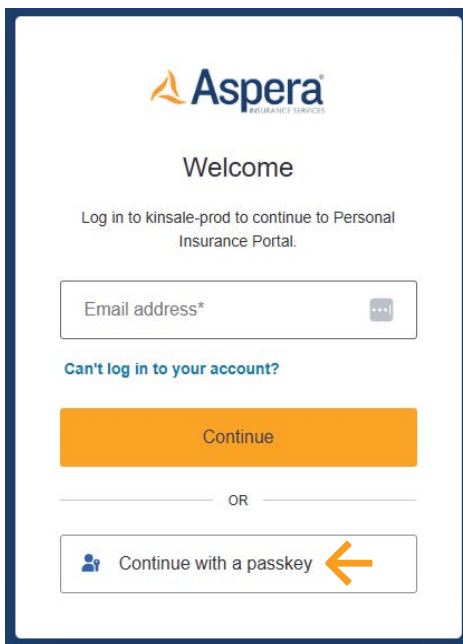 Aspera
INSURANCE SERVICES
Welcome
Log in to kinsale-prod to continue to Personal
Insurance Portal.
Email address*
Can't log in to your account?
Continue
OR
Continue with a passkey